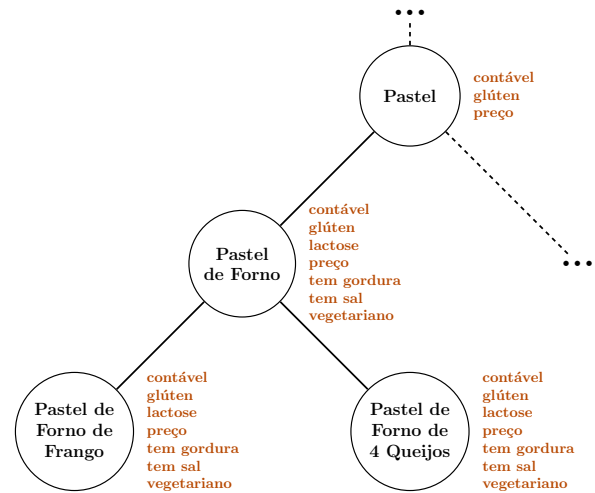 ...
Pastel
contável
glúten
preço
...
Pastel
de Forno
contável
glúten
lactose
preço
tem gordura
tem sal
vegetariano
Pastel de
Forno de
Frango
contável
glúten
lactose
preço
tem gordura
tem sal
vegetariano
Pastel de
Forno de
4 Queijos
contável
glúten
lactose
preço
tem gordura
tem sal
vegetariano